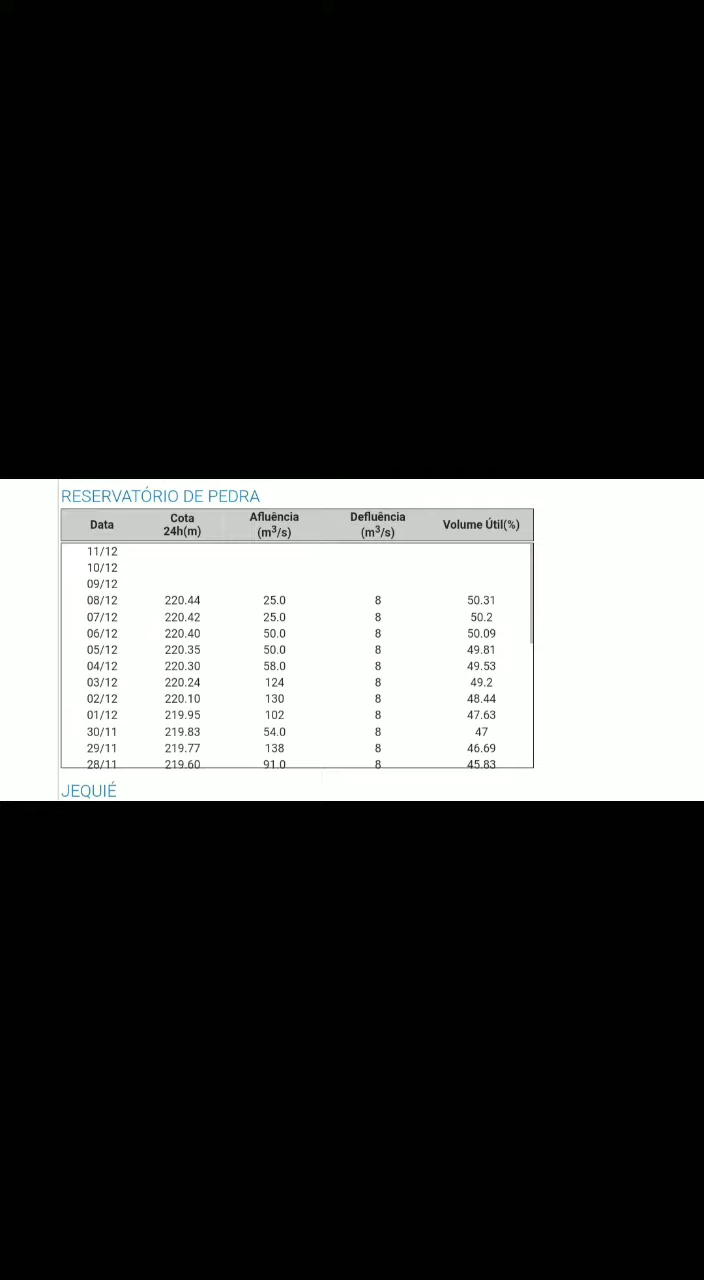 RESERVATÓRIO DE PEDRA
Data Cota 24h(m) Afluência (m³/s) Defluência (m³/s) Volume Útil(%)
11/12
10/12
09/12
08/12 220.44 25.0 8 50.31
07/12 220.42 25.0 8 50.2
06/12 220.40 50.0 8 50.09
05/12 220.35 50.0 8 49.81
04/12 220.30 58.0 8 49.53
03/12 220.24 124 8 49.2
02/12 220.10 130 8 48.44
01/12 219.95 102 8 47.63
30/11 219.83 54.0 8 47
29/11 219.77 138 8 46.69
28/11 219.60 91.0 8 45.83
JEQUIÉ